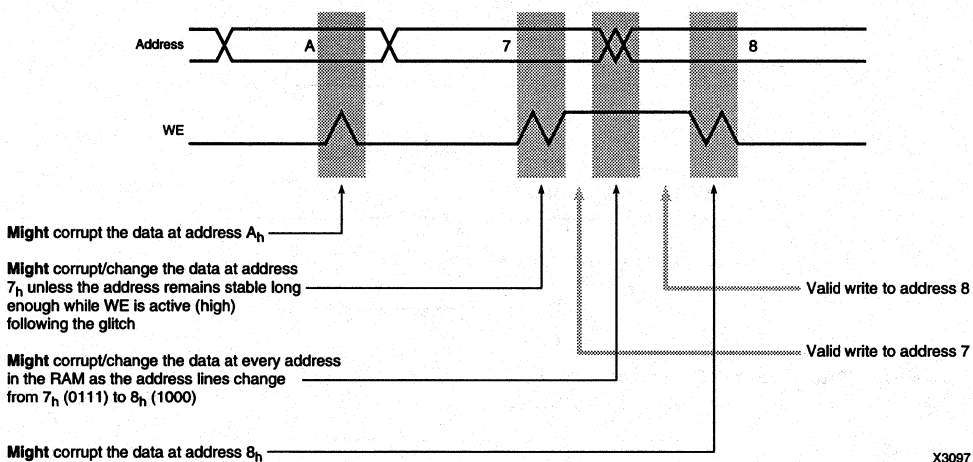 Address
A
7
8
WE
Might corrupt the data at address Ah
Might corrupt/change the data at address
7h unless the address remains stable long
enough while WE is active (high)
following the glitch
Valid write to address 8
Valid write to address 7
Might corrupt/change the data at every address
in the RAM as the address lines change
from 7h (0111) to 8h (1000)
Might corrupt the data at address 8h
X3097